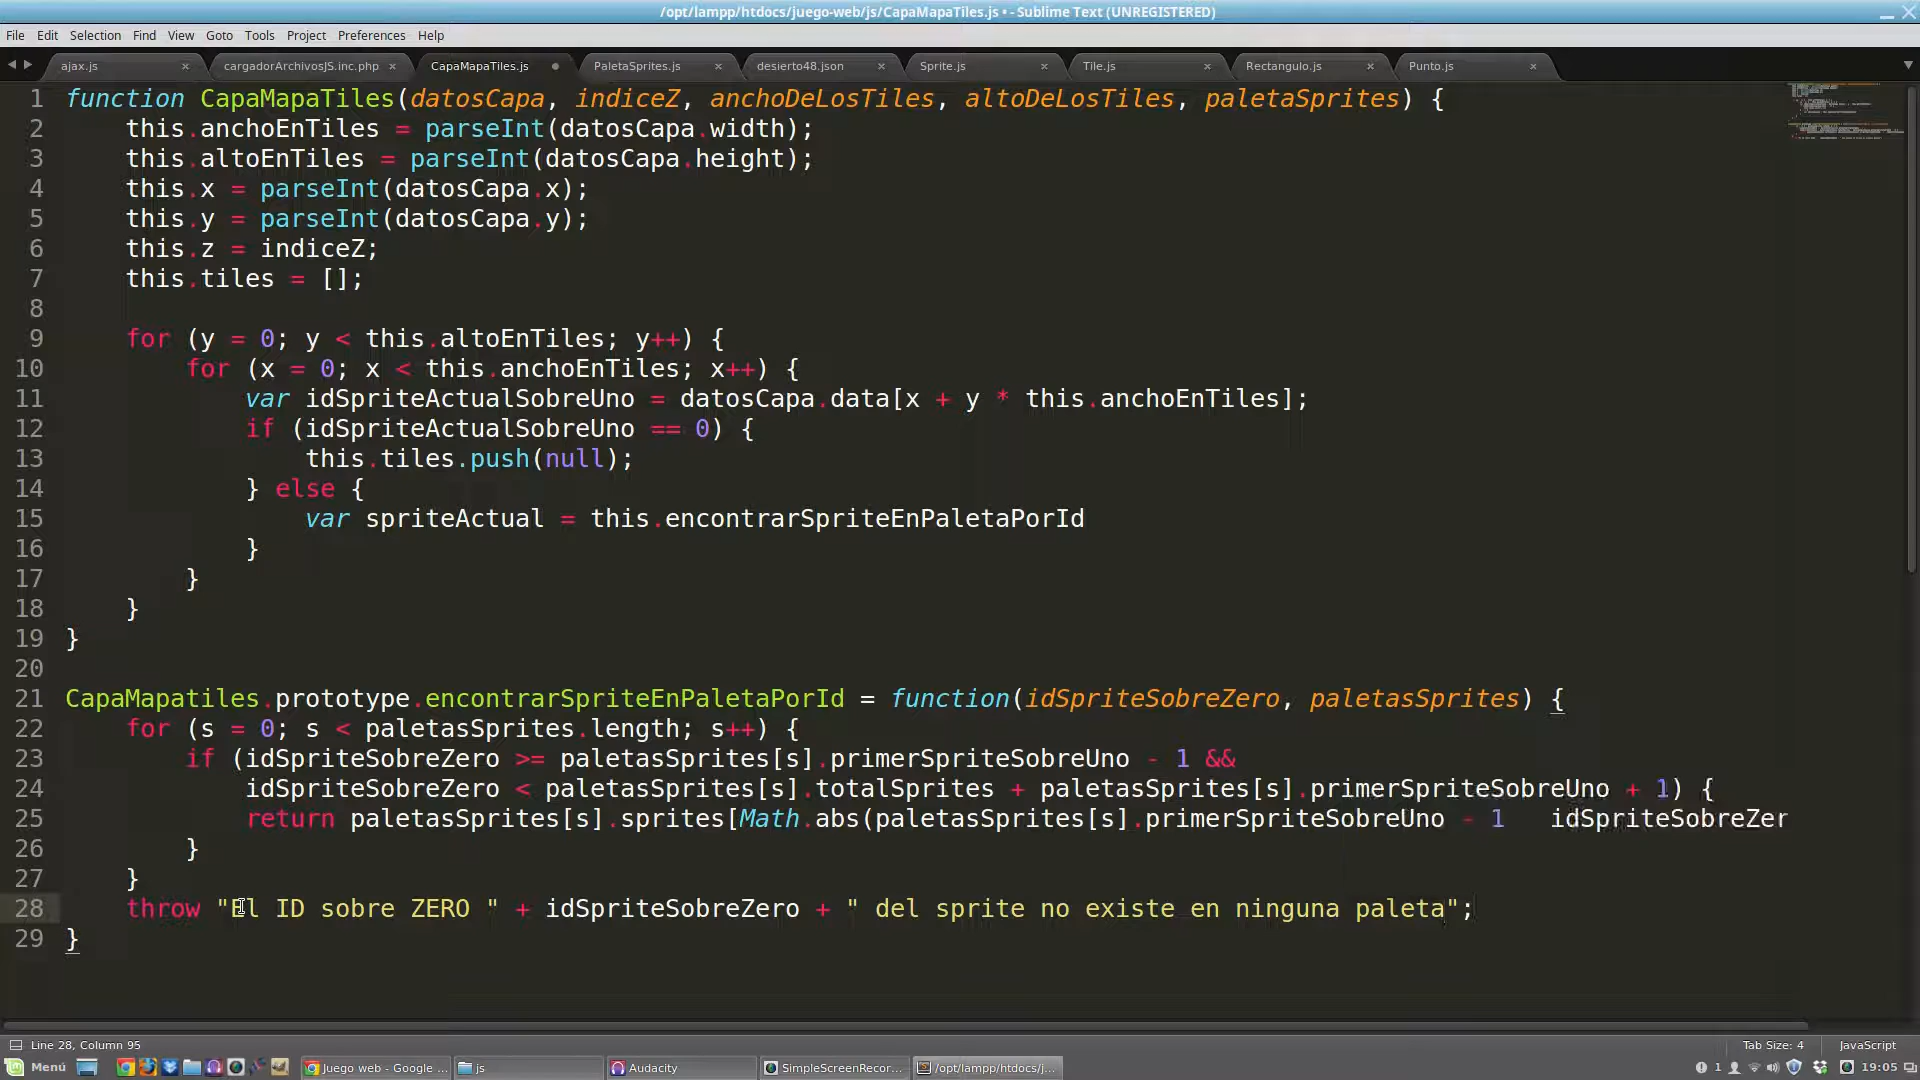 /opt/lampp/htdocs/juego-web/js/CapaMapaTiles.js • - Sublime Text (UNREGISTERED)
File Edit Selection Find View Goto Tools Project Preferences Help
ajax.js cargadorArchivosJS.inc.php CapaMapaTiles.js PaletaSprites.js desierto48.json Sprite.js Tile.js Rectangulo.js Punto.js
1 function CapaMapaTiles(datosCapa, indiceZ, anchoDeLosTiles, altoDeLosTiles, paletaSprites) {
2 this.anchoEnTiles = parseInt(datosCapa.width);
3 this.altoEnTiles = parseInt(datosCapa.height);
4 this.x = parseInt(datosCapa.x);
5 this.y = parseInt(datosCapa.y);
6 this.z = indiceZ;
7 this.tiles = [];
8
9 for (y = 0; y < this.altoEnTiles; y++) {
10 for (x = 0; x < this.anchoEnTiles; x++) {
11 var idSpriteActualSobreUno = datosCapa.data[x + y * this.anchoEnTiles];
12 if (idSpriteActualSobreUno == 0) {
13 this.tiles.push(null);
14 } else {
15 var spriteActual = this.encontrarSpriteEnPaletaPorId
16 }
17 }
18 }
19 }
20
21 CapaMapatiles.prototype.encontrarSpriteEnPaletaPorId = function(idSpriteSobreZero, paletasSprites) {
22 for (s = 0; s < paletasSprites.length; s++) {
23 if (idSpriteSobreZero >= paletasSprites[s].primerSpriteSobreUno - 1 &&
24 idSpriteSobreZero < paletasSprites[s].totalSprites + paletasSprites[s].primerSpriteSobreUno + 1) {
25 return paletasSprites[s].sprites[Math.abs(paletasSprites[s].primerSpriteSobreUno - 1 idSpriteSobreZer
26 }
27 }
28 throw "El ID sobre ZERO " + idSpriteSobreZero + " del sprite no existe en ninguna paleta";
29 }
Line 28, Column 95 Tab Size: 4 JavaScript
Menú Juego web - Google ... js Audacity SimpleScreenRecor... /opt/lampp/htdocs/j... 1 19:05